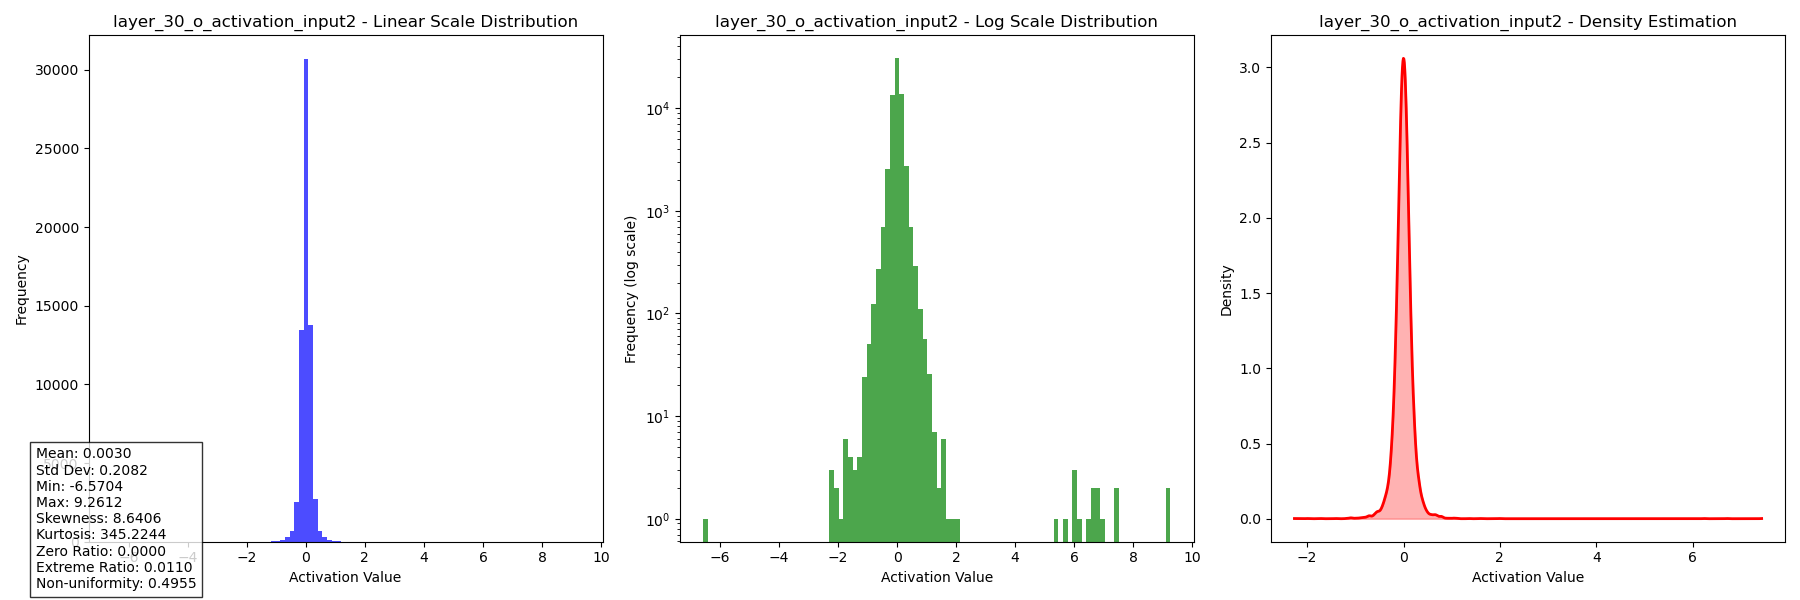 layer_30_o_activation_input2 - Linear Scale Distribution
30000
25000
20000
15000
10000
5000
0
Frequency
−6 −4 −2 0 2 4 6 8 10
Activation Value
Mean: 0.0030
Std Dev: 0.2082
Min: -6.5704
Max: 9.2612
Skewness: 8.6406
Kurtosis: 345.2244
Zero Ratio: 0.0000
Extreme Ratio: 0.0110
Non-uniformity: 0.4955
layer_30_o_activation_input2 - Log Scale Distribution
10⁴
10³
10²
10¹
10⁰
Frequency (log scale)
−6 −4 −2 0 2 4 6 8 10
Activation Value
layer_30_o_activation_input2 - Density Estimation
3.0
2.5
2.0
1.5
1.0
0.5
0.0
Density
−2 0 2 4 6
Activation Value